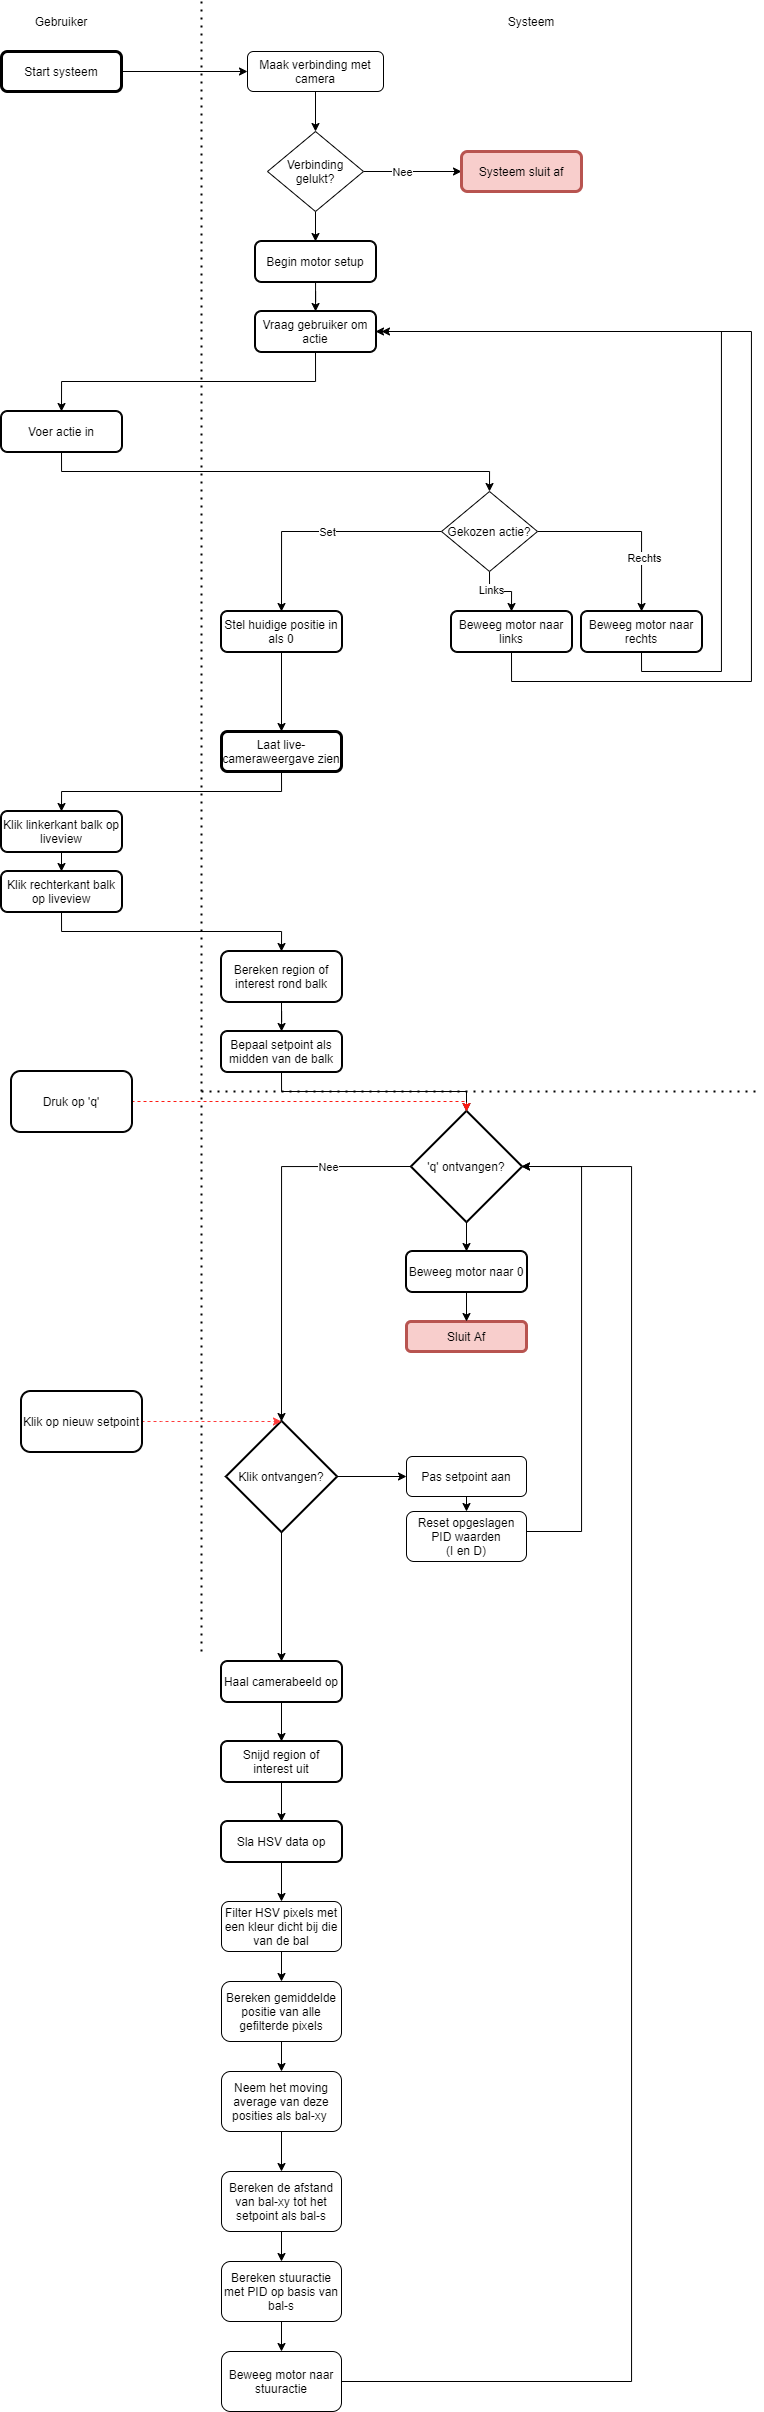 Gebruiker
Systeem
Start systeem
Maak verbinding met
camera
Verbinding
gelukt?
Nee
Systeem sluit af
Begin motor setup
Vraag gebruiker om
actie
Voer actie in
Gekozen actie?
Set
Rechts
Links
Stel huidige positie in
als 0
Beweeg motor naar
links
Beweeg motor naar
rechts
Laat live-
cameraweergave zien
Klik linkerkant balk op
liveview
Klik rechterkant balk
op liveview
Bereken region of
interest rond balk
Bepaal setpoint als
midden van de balk
Druk op 'q'
'q' ontvangen?
Nee
Beweeg motor naar 0
Sluit Af
Klik op nieuw setpoint
Klik ontvangen?
Pas setpoint aan
Reset opgeslagen
PID waarden
(I en D)
Haal camerabeeld op
Snijd region of
interest uit
Sla HSV data op
Filter HSV pixels met
een kleur dicht bij die
van de bal
Bereken gemiddelde
positie van alle
gefilterde pixels
Neem het moving
average van deze
posities als bal-xy
Bereken de afstand
van bal-xy tot het
setpoint als bal-s
Bereken stuuractie
met PID op basis van
bal-s
Beweeg motor naar
stuuractie